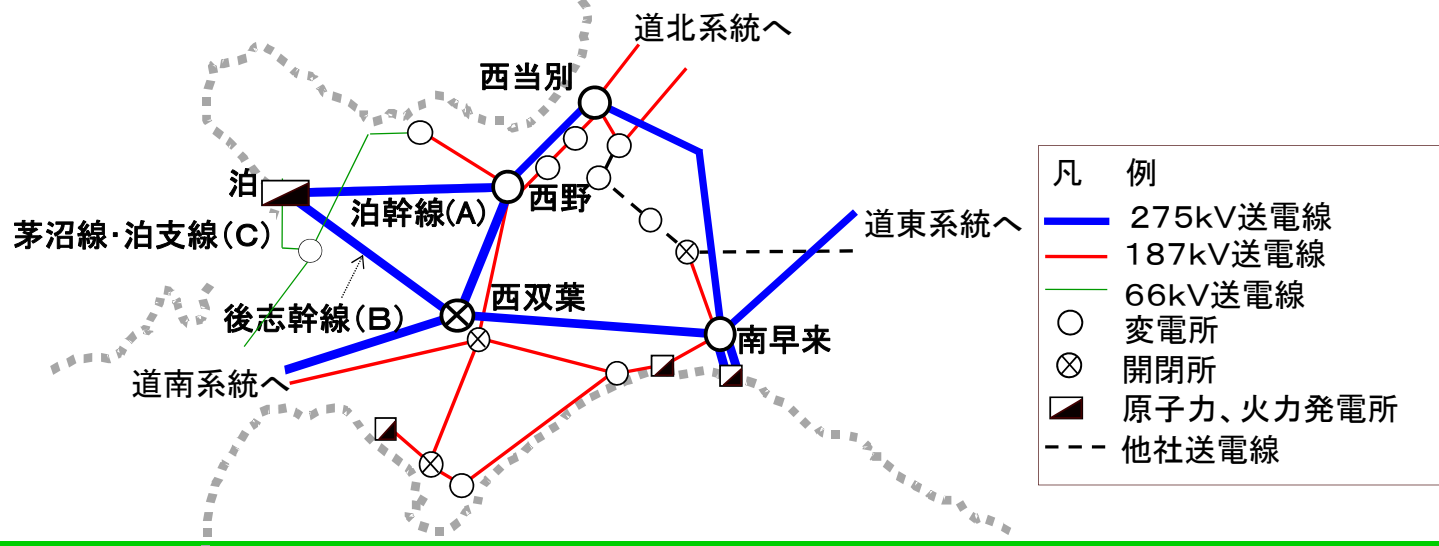 道北系統へ
西当別
泊
西野
泊幹線(A)
茅沼線・泊支線(C)
道東系統へ
西双葉
後志幹線(B)
南早来
道南系統へ
凡 例
275kV送電線
187kV送電線
66kV送電線
変電所
開閉所
原子力、火力発電所
他社送電線